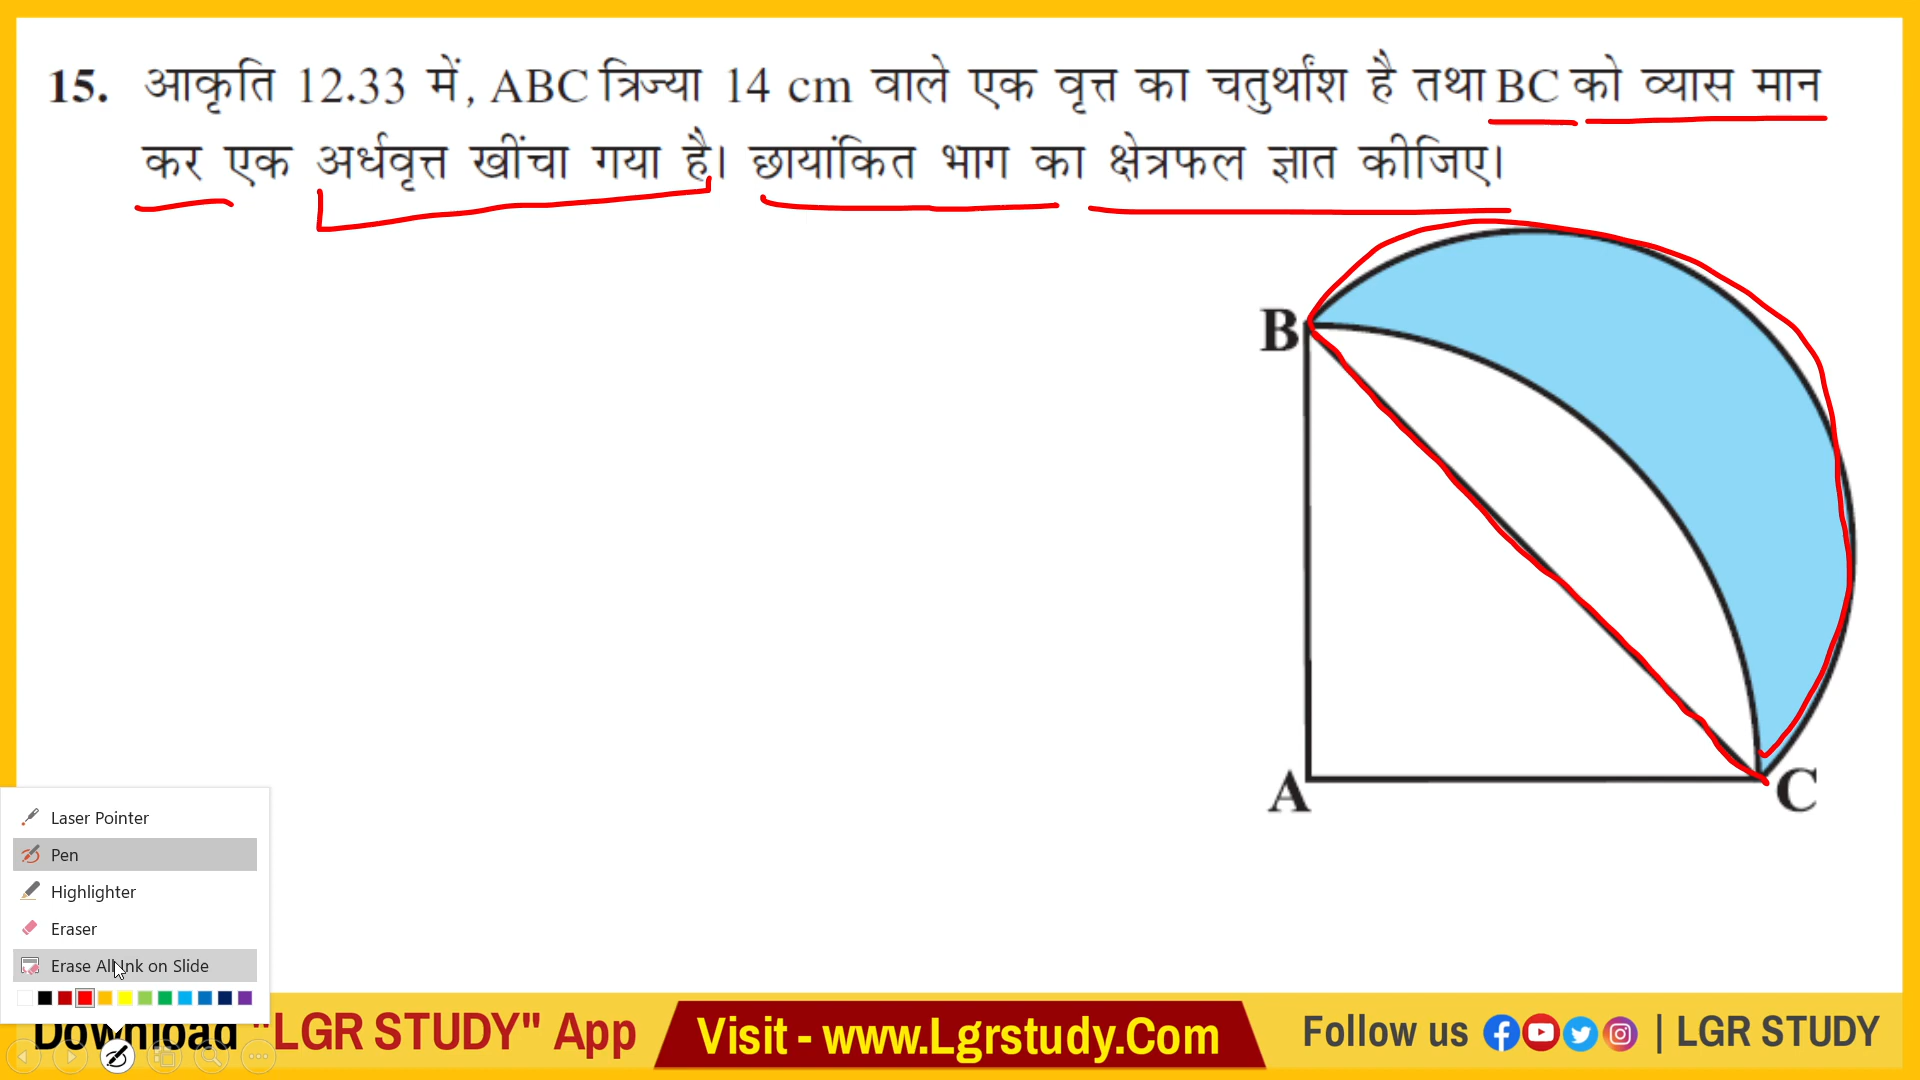 15. आकृति 12.33 में, ABC त्रिज्या 14 cm वाले एक वृत्त का चतुर्थांश है तथा BC को व्यास मान
कर एक अर्धवृत्त खींचा गया है। छायांकित भाग का क्षेत्रफल ज्ञात कीजिए।
B
A
C
Laser Pointer
Pen
Highlighter
Eraser
Erase All Ink on Slide
Download "LGR STUDY" App
Visit - www.Lgrstudy.Com
Follow us | LGR STUDY